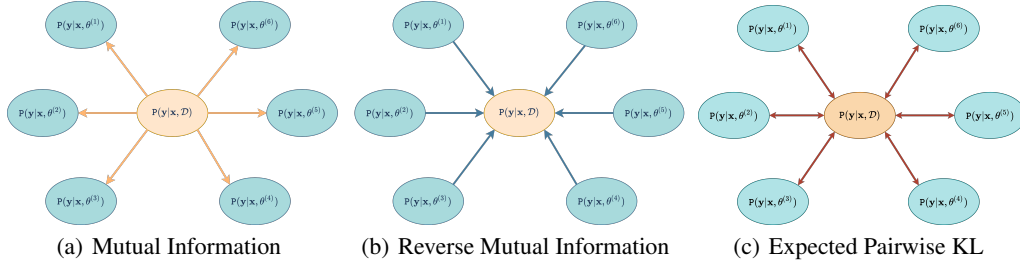 P(y|x, θ⁽¹⁾) P(y|x, θ⁽⁶⁾)
P(y|x, θ⁽²⁾) P(y|x, 𝒟) P(y|x, θ⁽⁵⁾)
P(y|x, θ⁽³⁾) P(y|x, θ⁽⁴⁾)
(a) Mutual Information
P(y|x, θ⁽¹⁾) P(y|x, θ⁽⁶⁾)
P(y|x, θ⁽²⁾) P(y|x, 𝒟) P(y|x, θ⁽⁵⁾)
P(y|x, θ⁽³⁾) P(y|x, θ⁽⁴⁾)
(b) Reverse Mutual Information
P(y|x, θ⁽¹⁾) P(y|x, θ⁽⁶⁾)
P(y|x, θ⁽²⁾) P(y|x, 𝒟) P(y|x, θ⁽⁵⁾)
P(y|x, θ⁽³⁾) P(y|x, θ⁽⁴⁾)
(c) Expected Pairwise KL